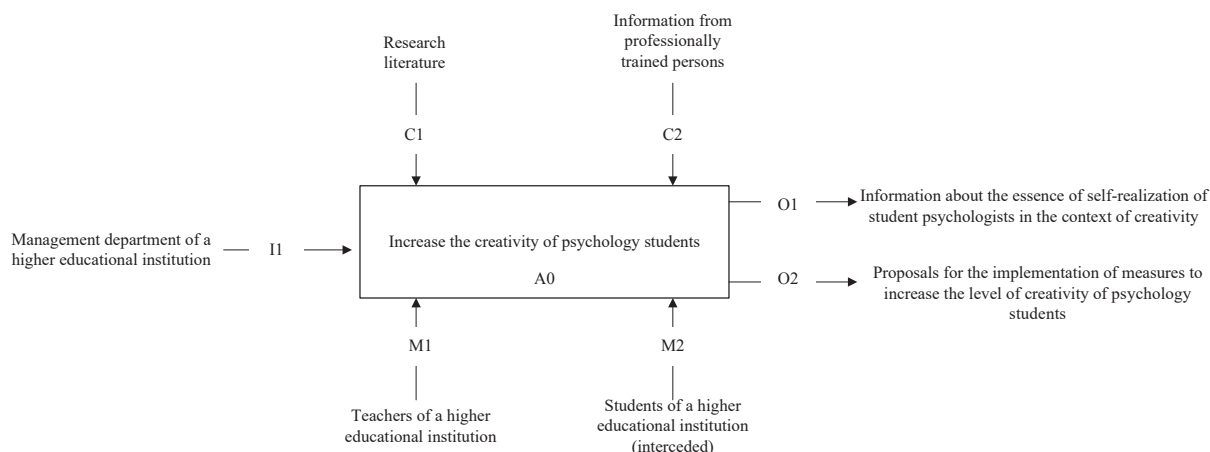 Information from
professionally
trained persons
Research
literature
C1
C2
Management department of a
higher educational institution
I1
Increase the creativity of psychology students
A0
O1
Information about the essence of self-realization of
student psychologists in the context of creativity
O2
Proposals for the implementation of measures to
increase the level of creativity of psychology
students
M1
M2
Teachers of a higher
educational institution
Students of a higher
educational institution
(interceded)